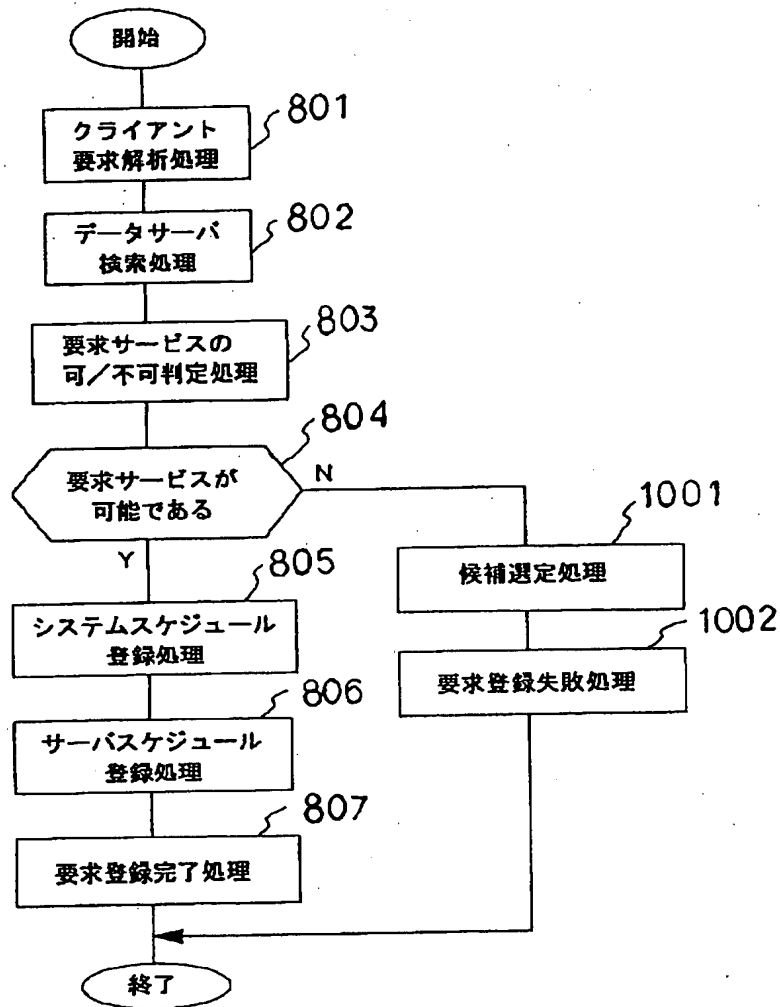 開始
801
クライアント
要求解析処理
802
データサーバ
検索処理
803
要求サービスの
可／不可判定処理
804
要求サービスが
可能である
N
Y
1001
候補選定処理
1002
要求登録失敗処理
805
システムスケジュール
登録処理
806
サーバスケジュール
登録処理
807
要求登録完了処理
終了